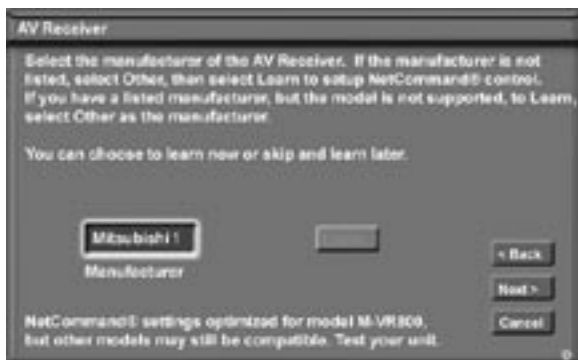 AV Receiver
Select the manufacturer of the AV Receiver. If the manufacturer is not
listed, select Other, then select Learn to setup NetCommand® control.
If you have a listed manufacturer, but the model is not supported, to Learn,
select Other as the manufacturer.
You can choose to learn now or skip and learn later.
Mitsubishi 1
Manufacturer
< Back
Next >
NetCommand® settings optimized for model M-VR800,
but other models may still be compatible. Test your unit.
Cancel